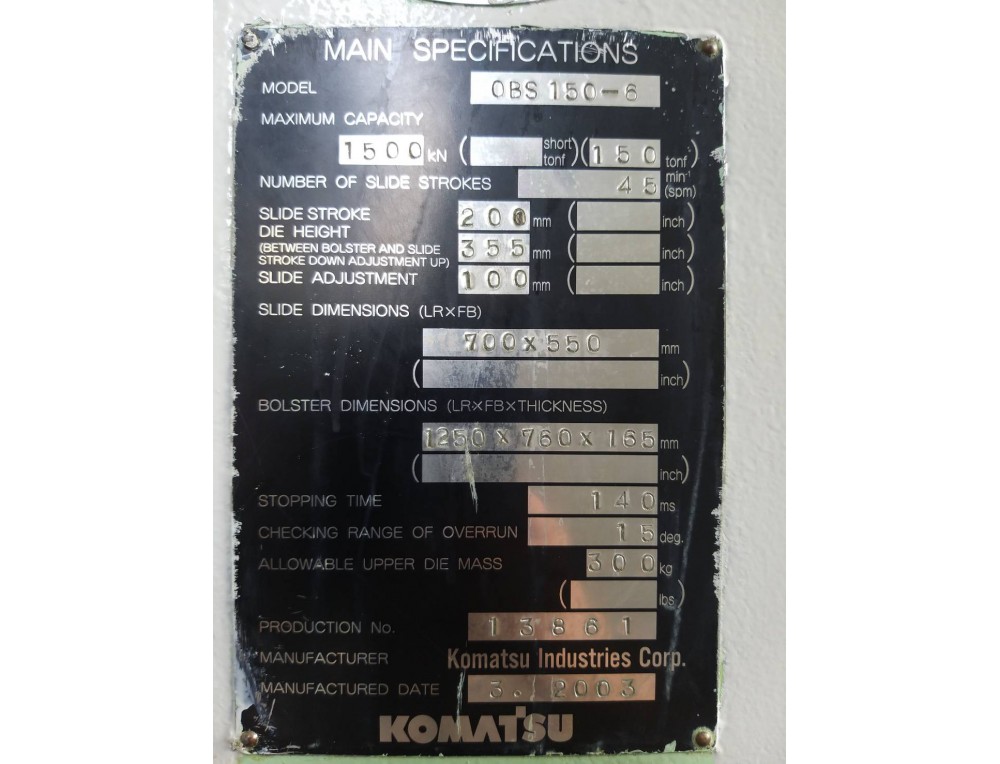 MAIN SPECIFICATIONS
MODEL OBS 150-6
MAXIMUM CAPACITY
1500 kN ( short tonf ) ( 150 tonf )
NUMBER OF SLIDE STROKES 45 min⁻¹ (spm)
SLIDE STROKE 200 mm ( inch)
DIE HEIGHT
(BETWEEN BOLSTER AND SLIDE 355 mm ( inch)
STROKE DOWN ADJUSTMENT UP)
SLIDE ADJUSTMENT 100 mm ( inch)
SLIDE DIMENSIONS (LR×FB)
700 x 550 mm
( inch)
BOLSTER DIMENSIONS (LR×FB×THICKNESS)
1250 X 760 X 165 mm
( inch)
STOPPING TIME 140 ms
CHECKING RANGE OF OVERRUN 15 deg.
ALLOWABLE UPPER DIE MASS 300 kg
( lbs)
PRODUCTION No. 13861
MANUFACTURER Komatsu Industries Corp.
MANUFACTURED DATE 3. 2003
KOMATSU